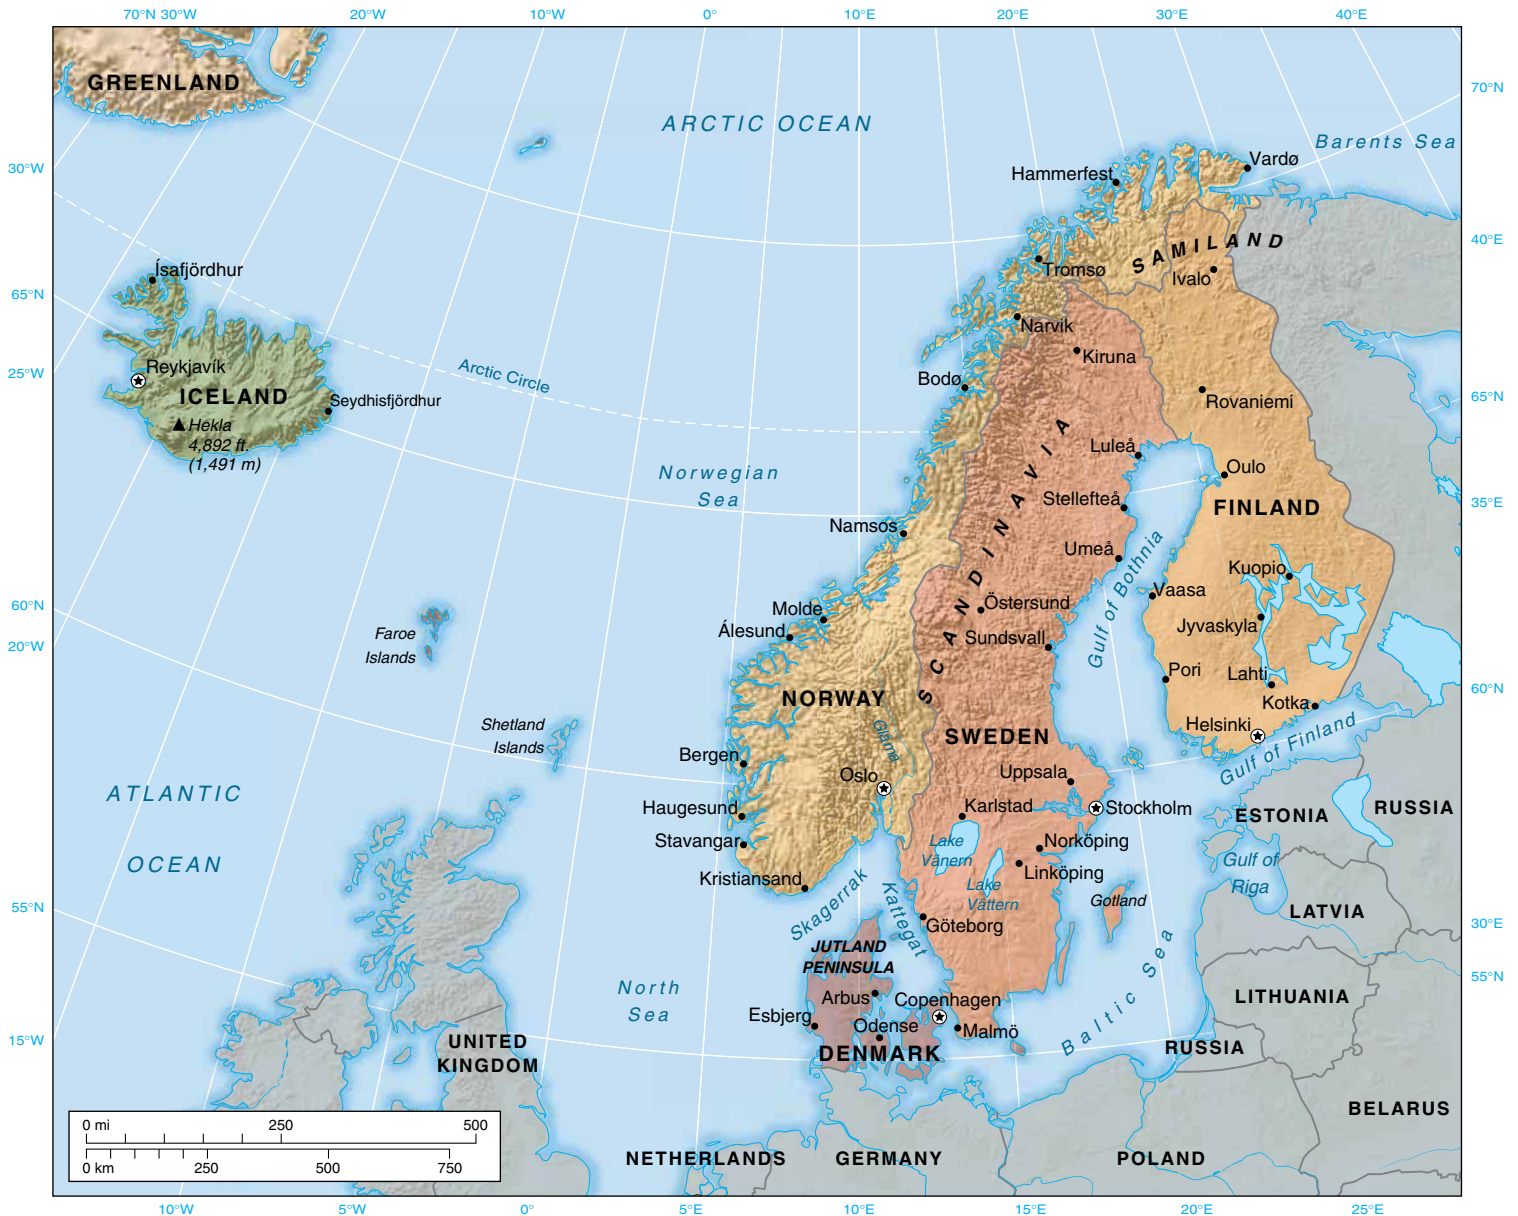 70°N 30°W
20°W
10°W
0°
10°E
20°E
30°E
40°E
GREENLAND
ARCTIC OCEAN
70°N
Barents Sea
Vardø
Hammerfest
30°W
40°E
SAMILAND
Tromsø
Ivalo
Ísafjördhur
65°N
Narvik
Kiruna
Reykjavík
25°W
Arctic Circle
Bodø
ICELAND
Seydhisfjördhur
Rovaniemi
65°N
Hekla
4,892 ft.
(1,491 m)
SCANDINAVIA
Luleå
Oulo
Norwegian
Sea
Stellefteå
FINLAND
35°E
Namsos
Umeå
Gulf of Bothnia
Kuopio
Vaasa
60°N
Molde
Östersund
Jyvaskyla
Faroe
Islands
Álesund
Sundsvall
20°W
Pori
Lahti
60°N
NORWAY
Kotka
Shetland
Islands
Glama
SWEDEN
Helsinki
Gulf of Finland
Bergen
Oslo
Uppsala
ATLANTIC
OCEAN
Haugesund
Karlstad
Stockholm
ESTONIA
RUSSIA
Stavangar
Lake
Vänern
Norköping
Linköping
Gulf of
Riga
Kristiansand
Skagerrak
Kattegat
Lake
Vättern
Gotland
55°N
Göteborg
LATVIA
30°E
JUTLAND
PENINSULA
Baltic Sea
55°N
North
Sea
Arbus
Copenhagen
LITHUANIA
Esbjerg
Odense
Malmö
15°W
UNITED
KINGDOM
DENMARK
RUSSIA
BELARUS
0 mi
250
500
0 km
250
500
750
NETHERLANDS
GERMANY
POLAND
10°W
5°W
0°
5°E
10°E
15°E
20°E
25°E